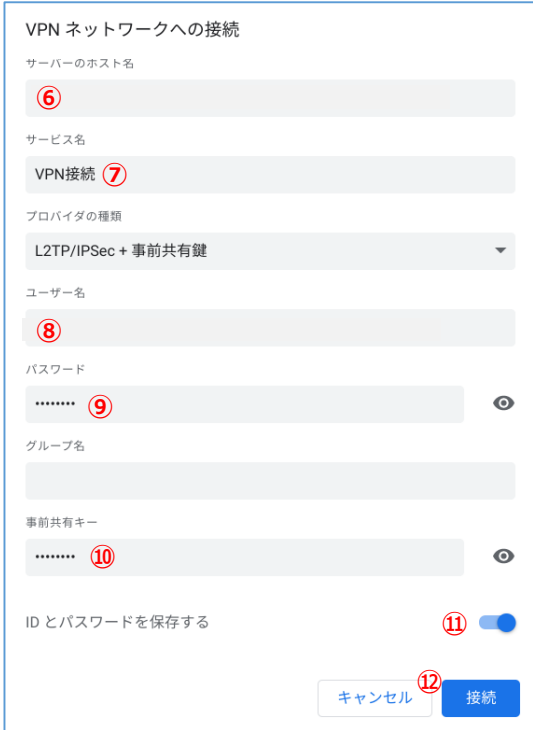 VPN ネットワークへの接続
サーバーのホスト名
⑥
サービス名
VPN接続 ⑦
プロバイダの種類
L2TP/IPSec + 事前共有鍵
ユーザー名
⑧
パスワード
•••••••• ⑨
グループ名
事前共有キー
•••••••• ⑩
ID とパスワードを保存する ⑪
キャンセル ⑫ 接続